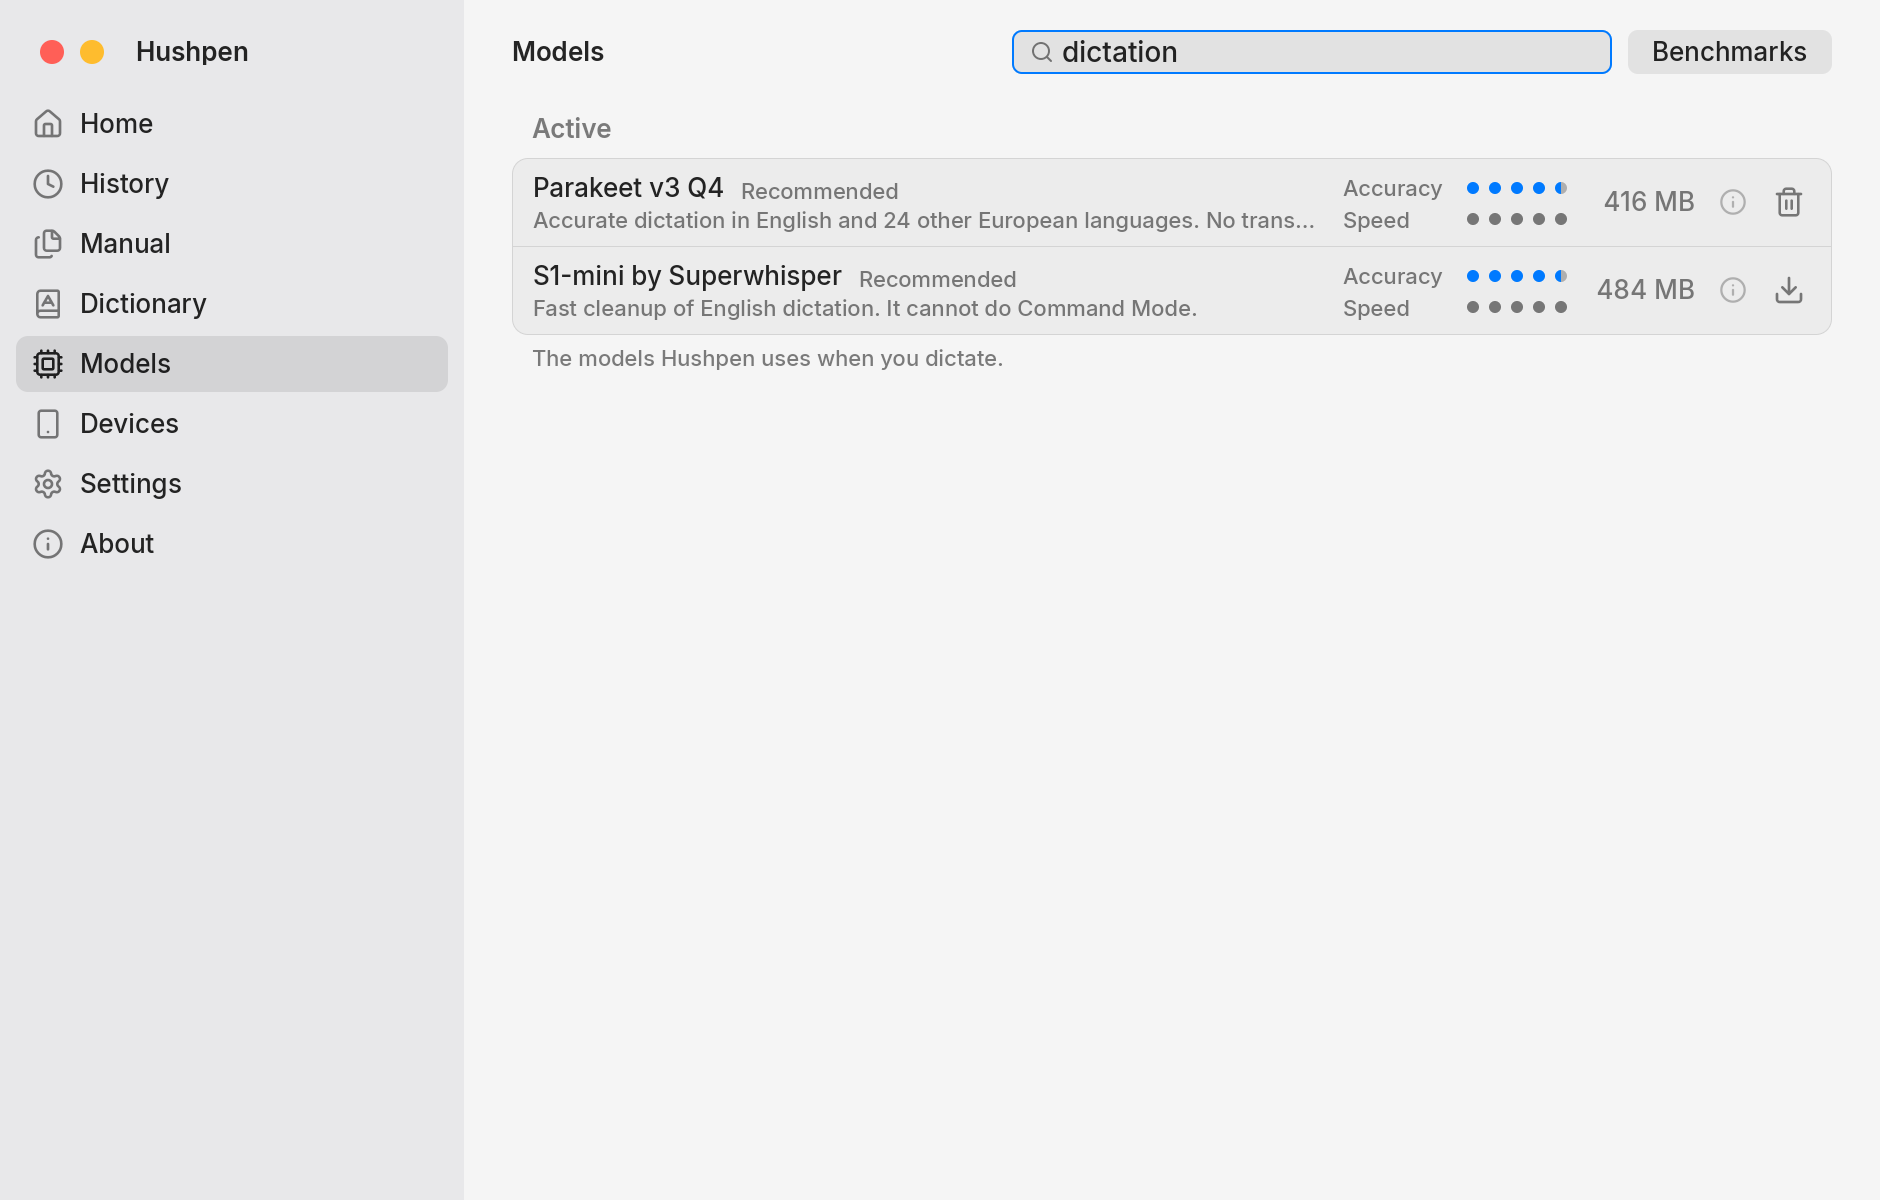 Hushpen
Home
History
Manual
Dictionary
Models
Devices
Settings
About
Models
dictation
Benchmarks
Active
Parakeet v3 Q4 Recommended
Accurate dictation in English and 24 other European languages. No trans...
Accuracy
Speed
416 MB
S1-mini by Superwhisper Recommended
Fast cleanup of English dictation. It cannot do Command Mode.
Accuracy
Speed
484 MB
The models Hushpen uses when you dictate.